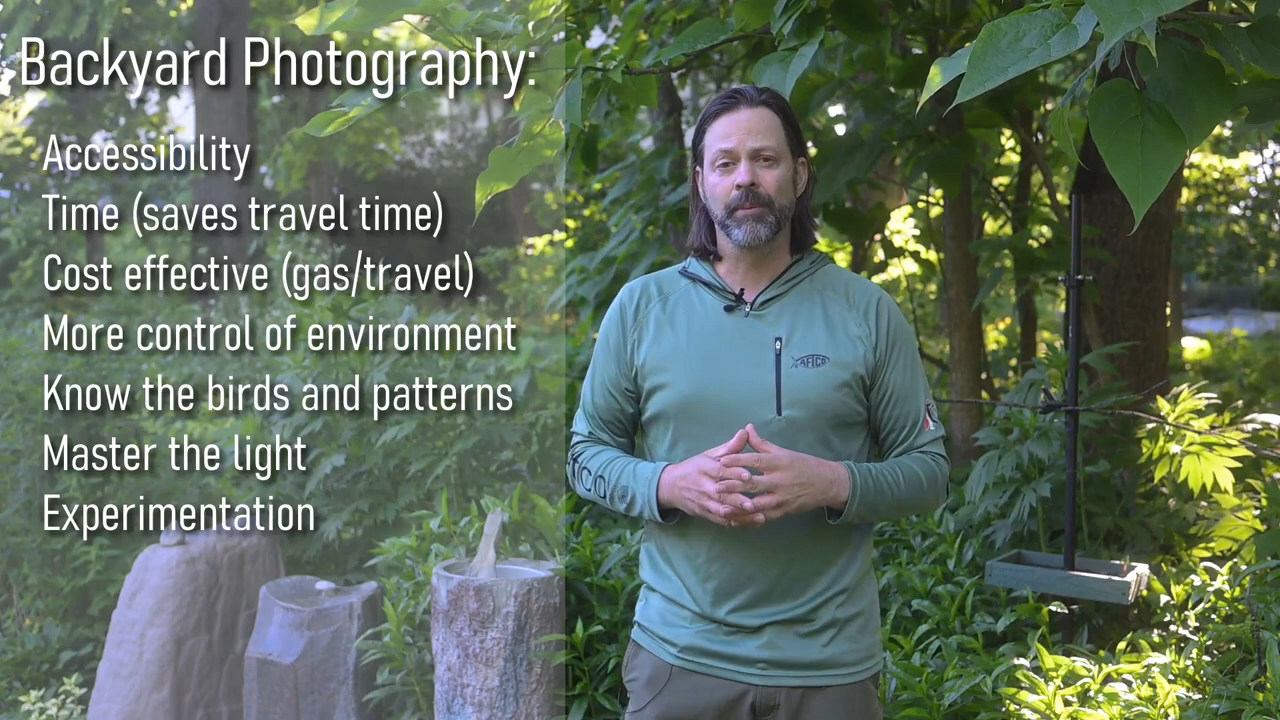 Backyard Photography:
Accessibility
Time (saves travel time)
Cost effective (gas/travel)
More control of environment
Know the birds and patterns
Master the light
Experimentation
AFTCO